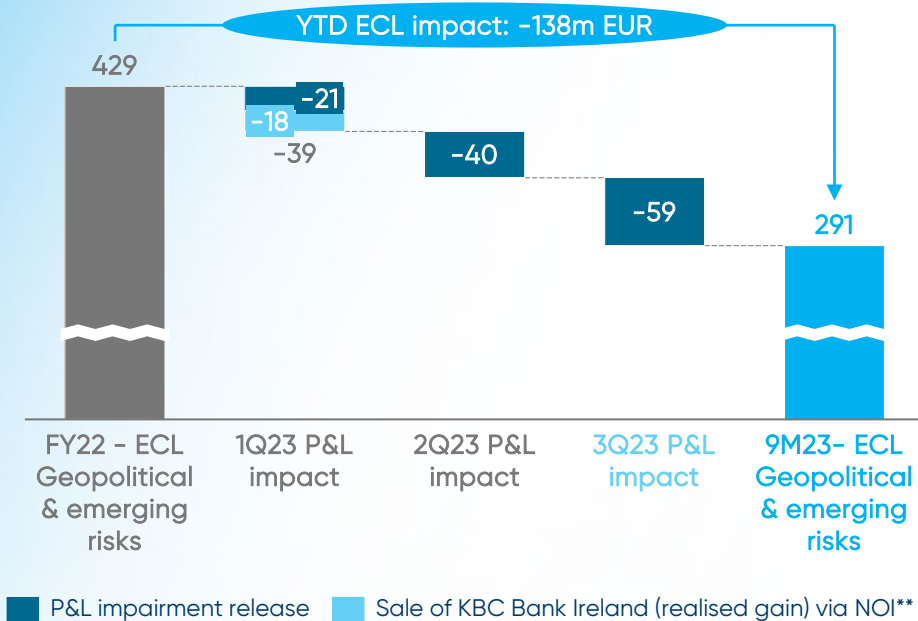 YTD ECL impact: -138m EUR
429
-21
-18
-39
-40
-59
291
FY22 - ECL
Geopolitical
& emerging
risks
1Q23 P&L
impact
2Q23 P&L
impact
3Q23 P&L
impact
9M23- ECL
Geopolitical
& emerging
risks
P&L impairment release
Sale of KBC Bank Ireland (realised gain) via NOI**